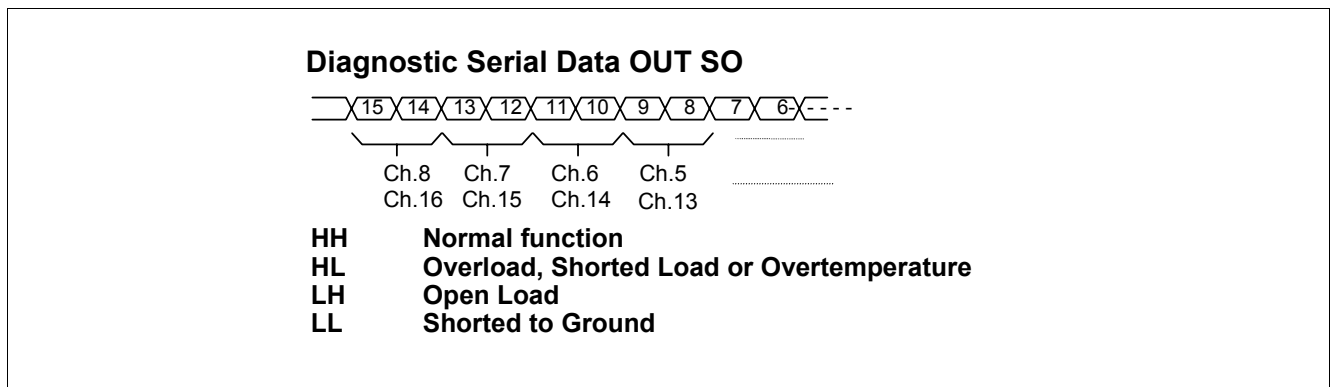 Diagnostic Serial Data OUT SO
15 14 13 12 11 10 9 8 7 6
Ch.8 Ch.7 Ch.6 Ch.5
Ch.16 Ch.15 Ch.14 Ch.13
HH Normal function
HL Overload, Shorted Load or Overtemperature
LH Open Load
LL Shorted to Ground